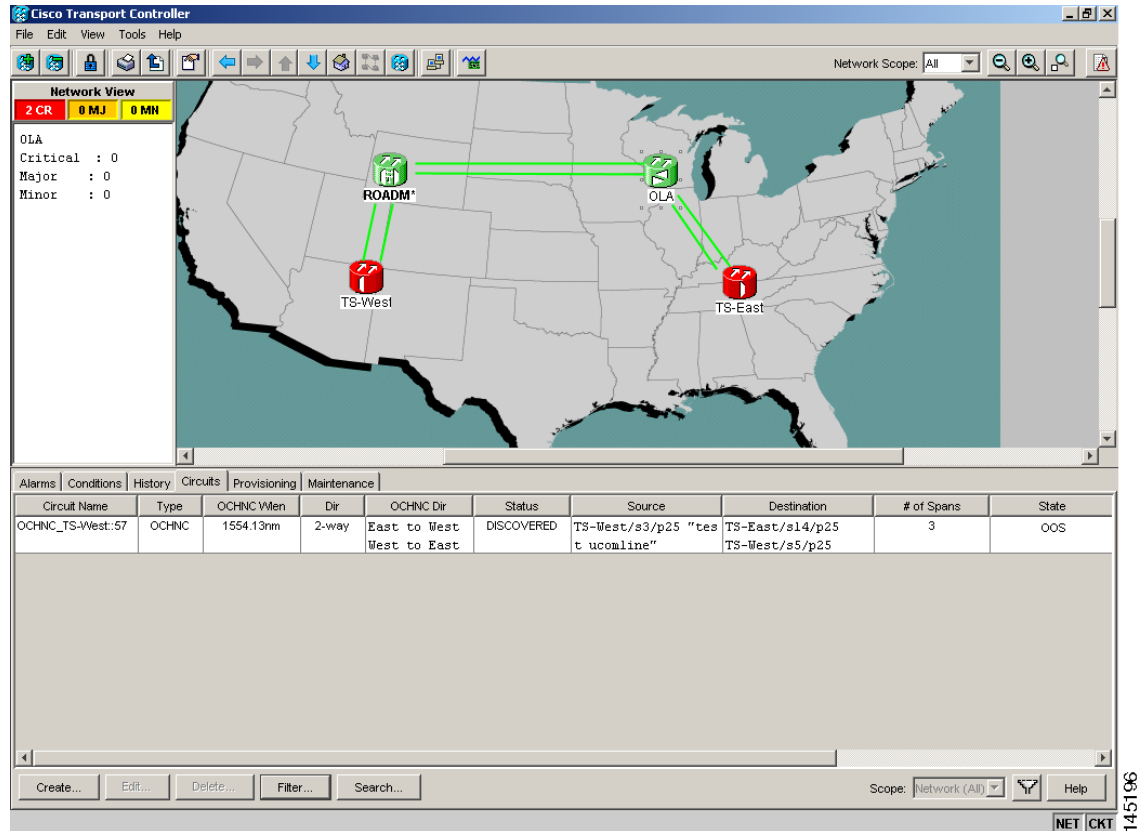 Cisco Transport Controller
File Edit View Tools Help
Network Scope: All
Network View
2 CR 0 MJ 0 MN
OLA
Critical : 0
Major : 0
Minor : 0
ROADM*
OLA
TS-West
TS-East
Alarms Conditions History Circuits Provisioning Maintenance
Circuit Name Type OCHNC Wlen Dir OCHNC Dir Status Source Destination # of Spans State
OCHNC_TS-West::57 OCHNC 1554.13nm 2-way East to West DISCOVERED TS-West/s3/p25 "tes TS-East/s14/p25 3 OOS
West to East t ucomline" TS-West/s5/p25
Create... Edit... Delete... Filter... Search... Scope: Network (All) Help
NET CKT
145196